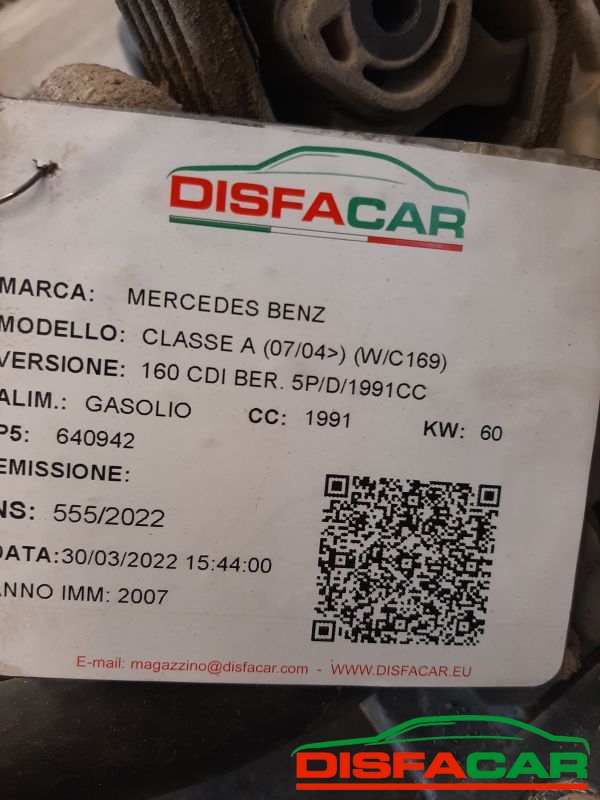 DISFACAR
MARCA: MERCEDES BENZ
MODELLO: CLASSE A (07/04>) (W/C169)
VERSIONE: 160 CDI BER. 5P/D/1991CC
ALIM.: GASOLIO CC: 1991 KW: 60
P5: 640942
EMISSIONE:
NS: 555/2022
DATA:30/03/2022 15:44:00
ANNO IMM: 2007
E-mail: magazzino@disfacar.com - WWW.DISFACAR.EU
DISFACAR